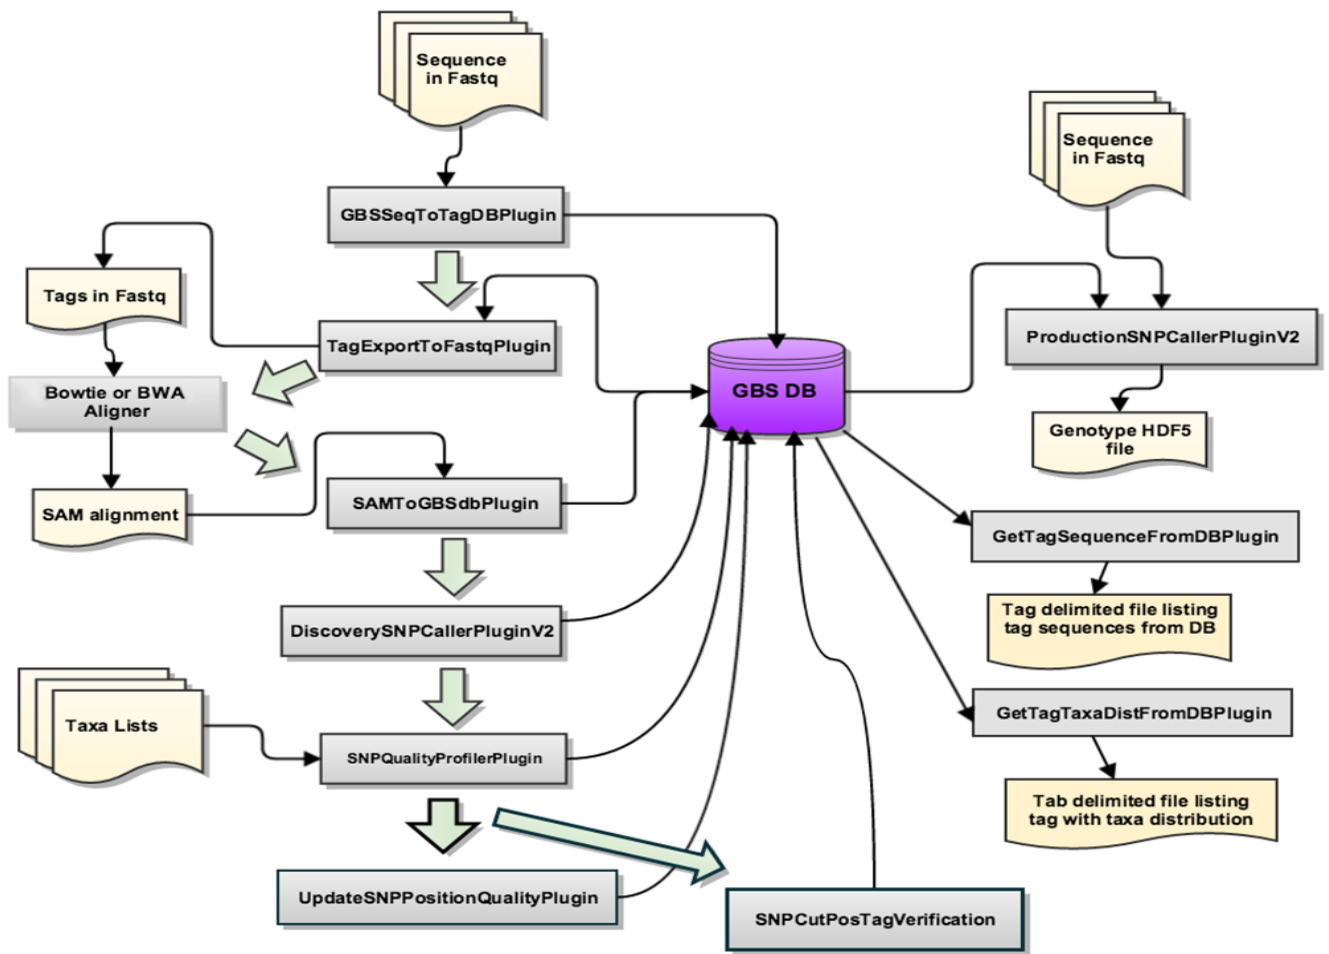 Sequence
in Fastq
Sequence
in Fastq
GBSSeqToTagDBPlugin
Tags in Fastq
TagExportToFastqPlugin
ProductionSNPCallerPluginV2
Bowtie or BWA
Aligner
GBS DB
Genotype HDF5
file
SAM alignment
SAMToGBSdbPlugin
GetTagSequenceFromDBPlugin
Tag delimited file listing
tag sequences from DB
DiscoverySNPCallerPluginV2
Taxa Lists
SNPQualityProfilerPlugin
GetTagTaxaDistFromDBPlugin
Tab delimited file listing
tag with taxa distribution
UpdateSNPPositionQualityPlugin
SNPCutPosTagVerification